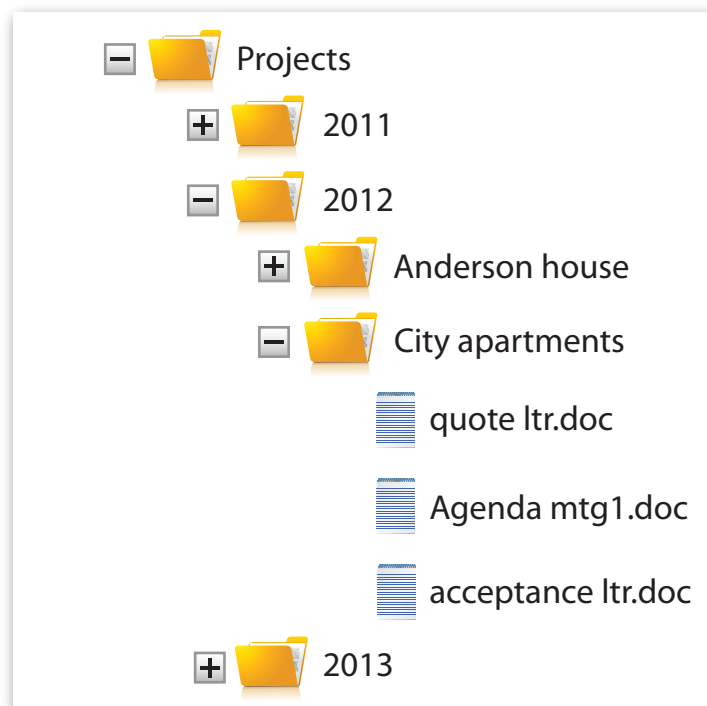 Projects
2011
2012
Anderson house
City apartments
quote ltr.doc
Agenda mtg1.doc
acceptance ltr.doc
2013